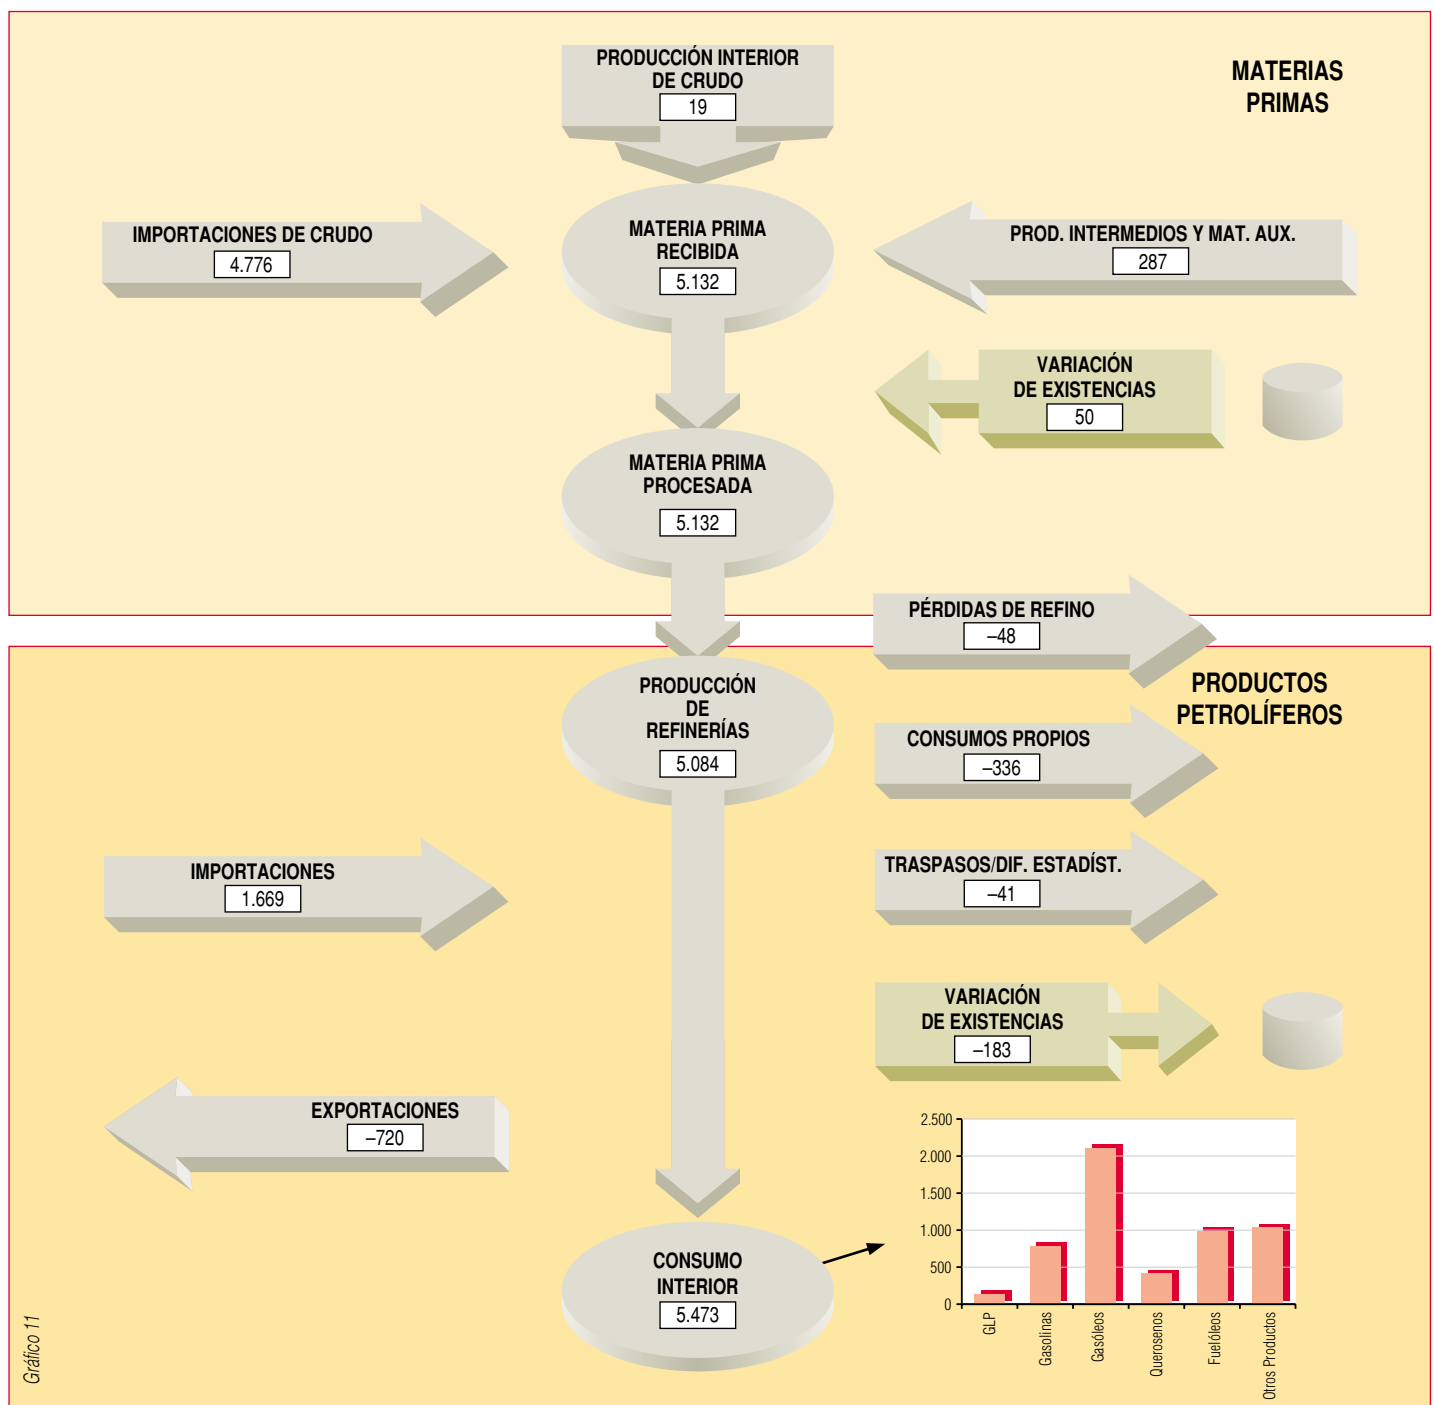 PRODUCCIÓN INTERIOR
DE CRUDO
19
MATERIAS
PRIMAS
IMPORTACIONES DE CRUDO
4.776
MATERIA PRIMA
RECIBIDA
5.132
PROD. INTERMEDIOS Y MAT. AUX.
287
VARIACIÓN
DE EXISTENCIAS
50
MATERIA PRIMA
PROCESADA
5.132
PÉRDIDAS DE REFINO
–48
PRODUCTOS
PETROLÍFEROS
PRODUCCIÓN
DE
REFINERÍAS
5.084
CONSUMOS PROPIOS
–336
IMPORTACIONES
1.669
TRASPASOS/DIF. ESTADÍST.
–41
VARIACIÓN
DE EXISTENCIAS
–183
EXPORTACIONES
–720
CONSUMO
INTERIOR
5.473
2.500
2.000
1.500
1.000
500
0
GLP
Gasolinas
Gasóleos
Querosenos
Fuelóleos
Otros Productos
Gráfico 11